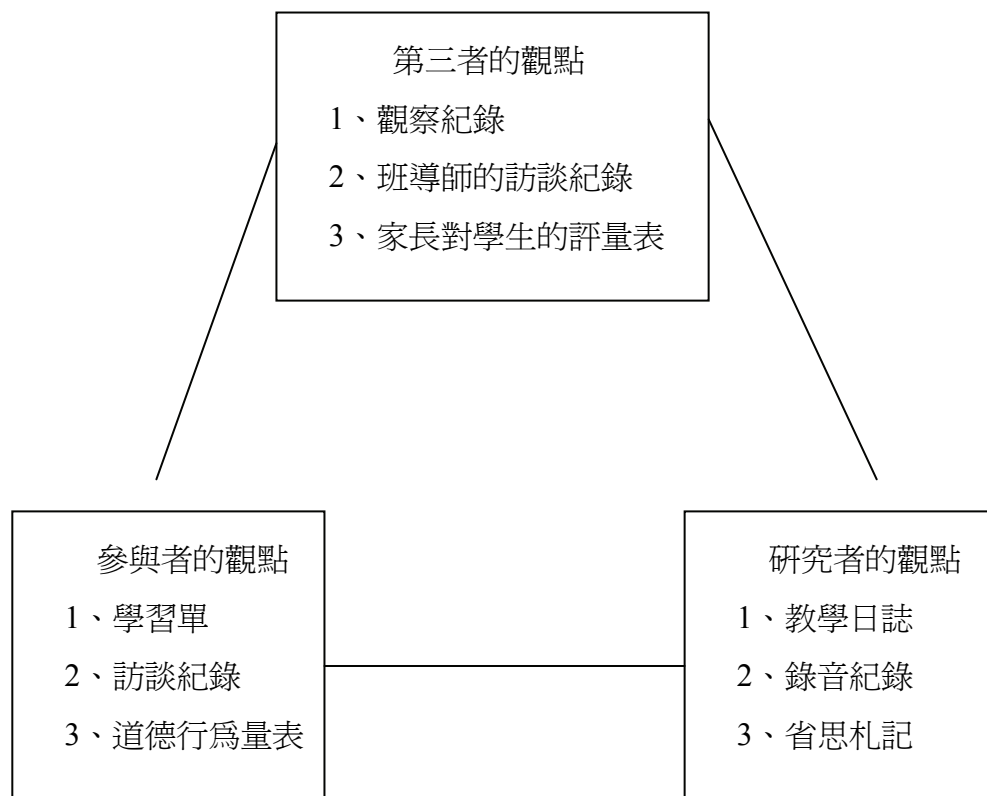 第三者的觀點
1、觀察紀錄
2、班導師的訪談紀錄
3、家長對學生的評量表
參與者的觀點
1、學習單
2、訪談紀錄
3、道德行為量表
研究者的觀點
1、教學日誌
2、錄音紀錄
3、省思札記